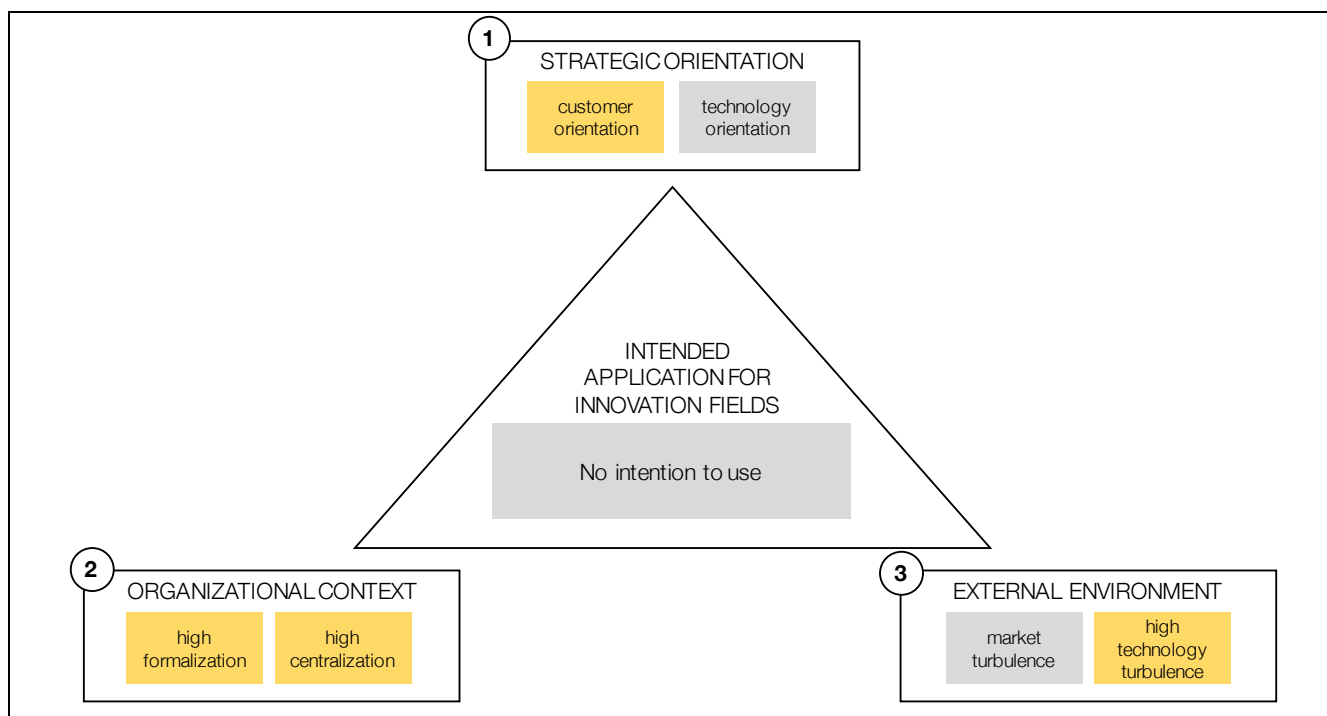 1
STRATEGIC ORIENTATION
customer
orientation
technology
orientation
INTENDED
APPLICATION FOR
INNOVATION FIELDS
No intention to use
2
ORGANIZATIONAL CONTEXT
high
formalization
high
centralization
3
EXTERNAL ENVIRONMENT
market
turbulence
high
technology
turbulence